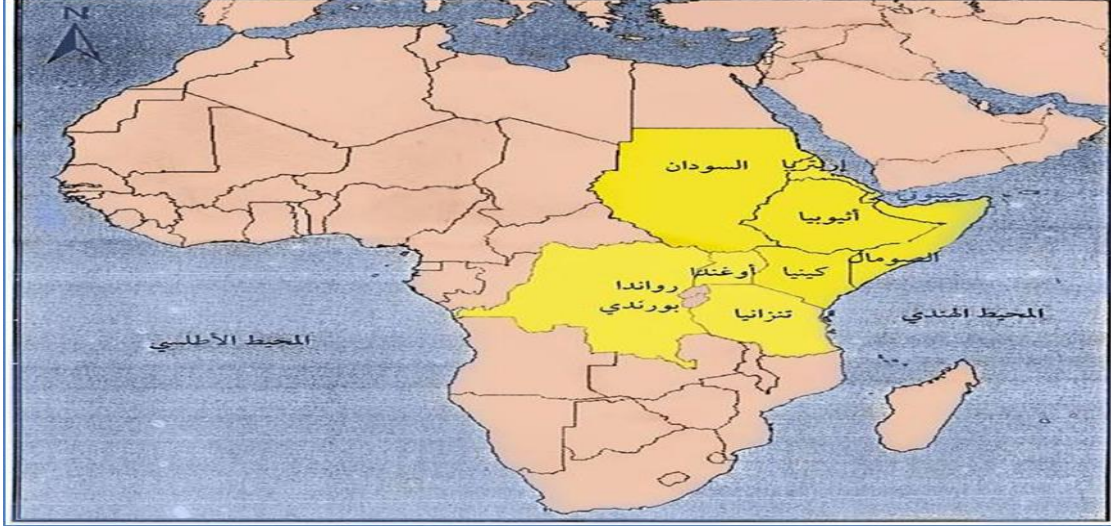 N
السودان
إريتريا
جيبوتي
أثيوبيا
الصومال
أوغندا
كينيا
رواندا
بورندي
تنزانيا
المحيط الهندي
المحيط الأطلسي